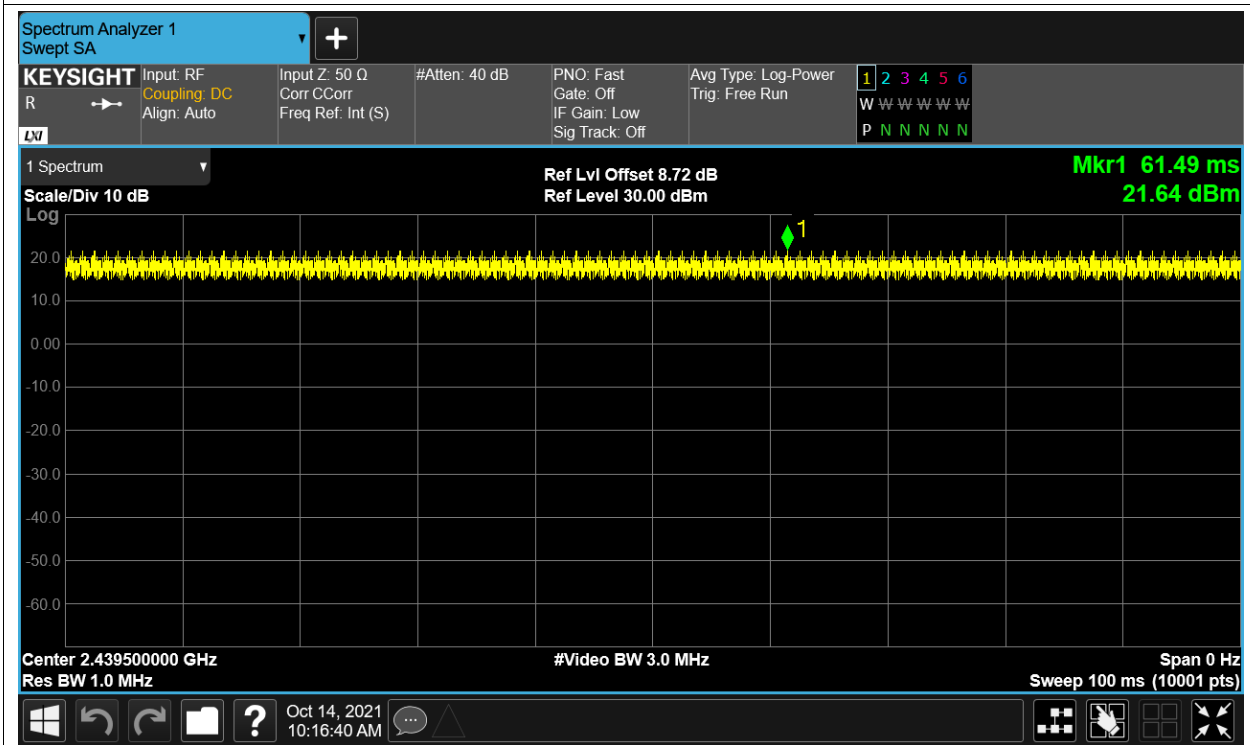 Spectrum Analyzer 1
Swept SA
KEYSIGHT
R
LXI
Input: RF
Coupling: DC
Align: Auto
Input Z: 50 Ω
Corr CCorr
Freq Ref: Int (S)
#Atten: 40 dB
PNO: Fast
Gate: Off
IF Gain: Low
Sig Track: Off
Avg Type: Log-Power
Trig: Free Run
1 2 3 4 5 6
W W W W W W
P N N N N N
1 Spectrum
Scale/Div 10 dB
Log
Ref Lvl Offset 8.72 dB
Ref Level 30.00 dBm
Mkr1 61.49 ms
21.64 dBm
1
20.0
10.0
0.00
-10.0
-20.0
-30.0
-40.0
-50.0
-60.0
Center 2.439500000 GHz
Res BW 1.0 MHz
#Video BW 3.0 MHz
Span 0 Hz
Sweep 100 ms (10001 pts)
?
Oct 14, 2021
10:16:40 AM